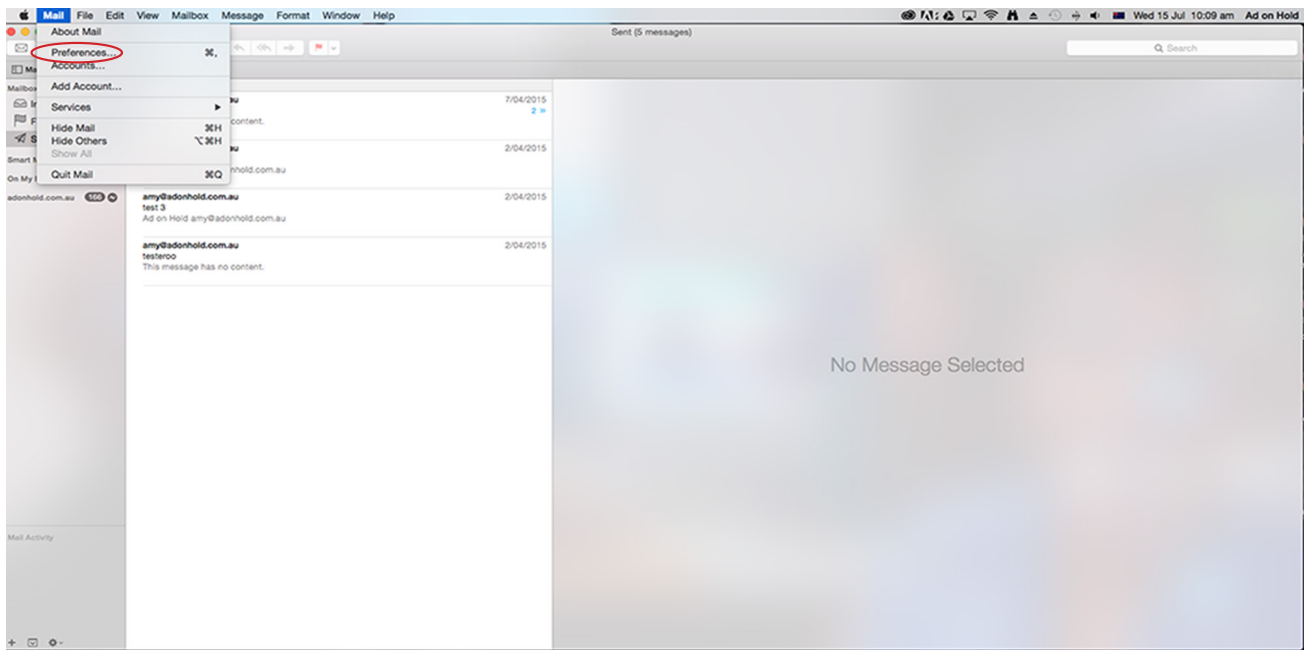 Mail File Edit View Mailbox Message Format Window Help Wed 15 Jul 10:09 am Ad on Hold
About Mail
Sent (5 messages)
Preferences... ⌘,
Search
Accounts...
Add Account...
Services
Hide Mail ⌘H
Hide Others ⌥⌘H
Show All
Quit Mail ⌘Q
7/04/2015
2 »
content.
2/04/2015
Smart
On My
adonhold.com.au 166
amy@adonhold.com.au 2/04/2015
test 3
Ad on Hold amy@adonhold.com.au
amy@adonhold.com.au 2/04/2015
testeroo
This message has no content.
No Message Selected
Mail Activity